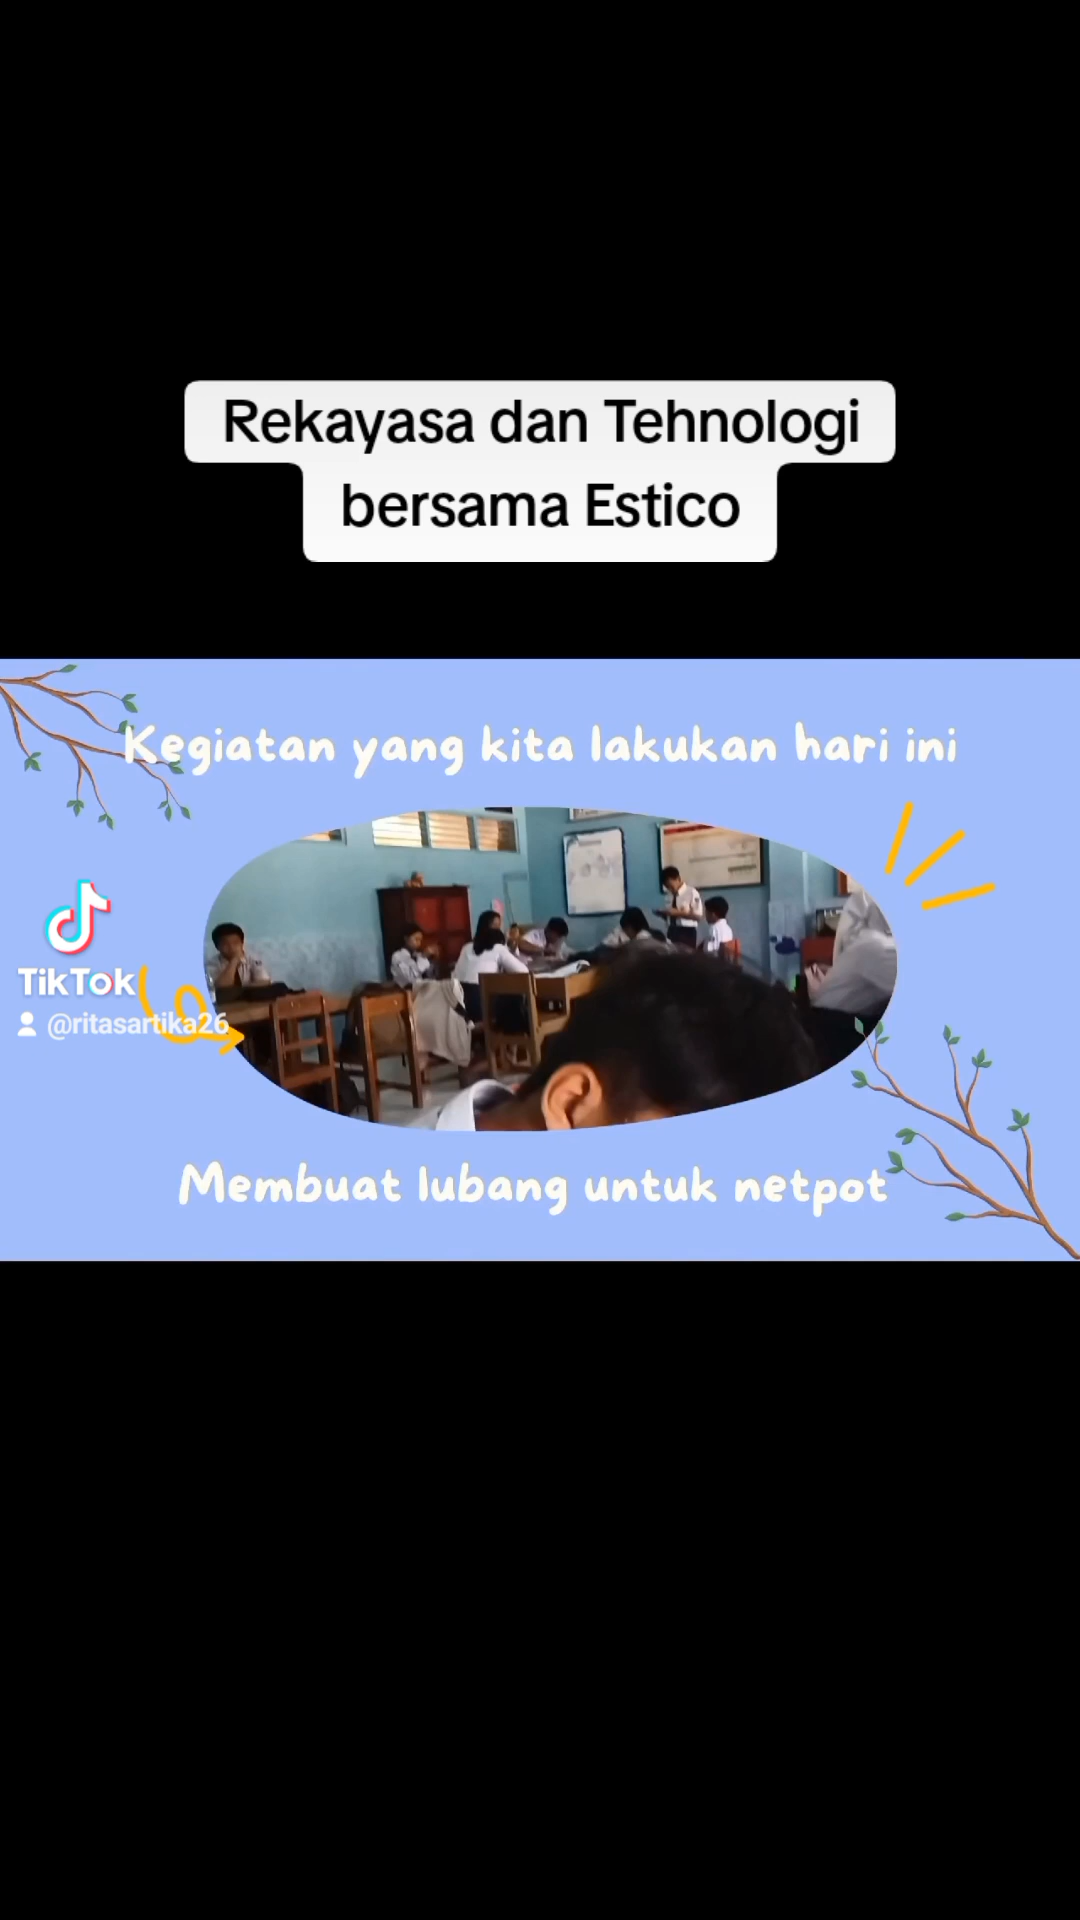 Rekayasa dan Tehnologi
bersama Estico
Kegiatan yang kita lakukan hari ini
TikTok
@ritasartika26
Membuat lubang untuk netpot